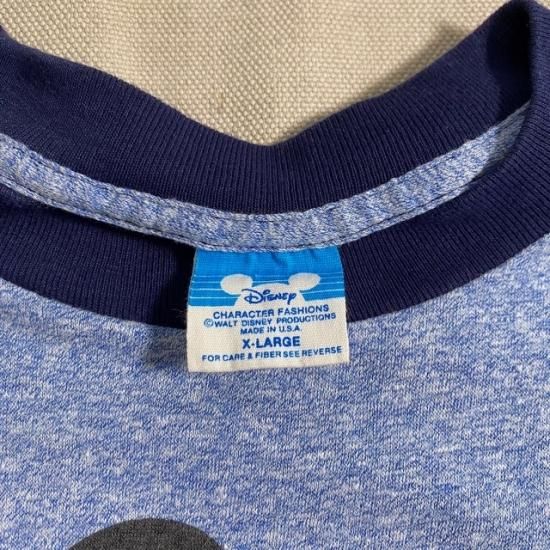 Disney
CHARACTER FASHIONS
©WALT DISNEY PRODUCTIONS
MADE IN U.S.A.
X-LARGE
FOR CARE & FIBER SEE REVERSE